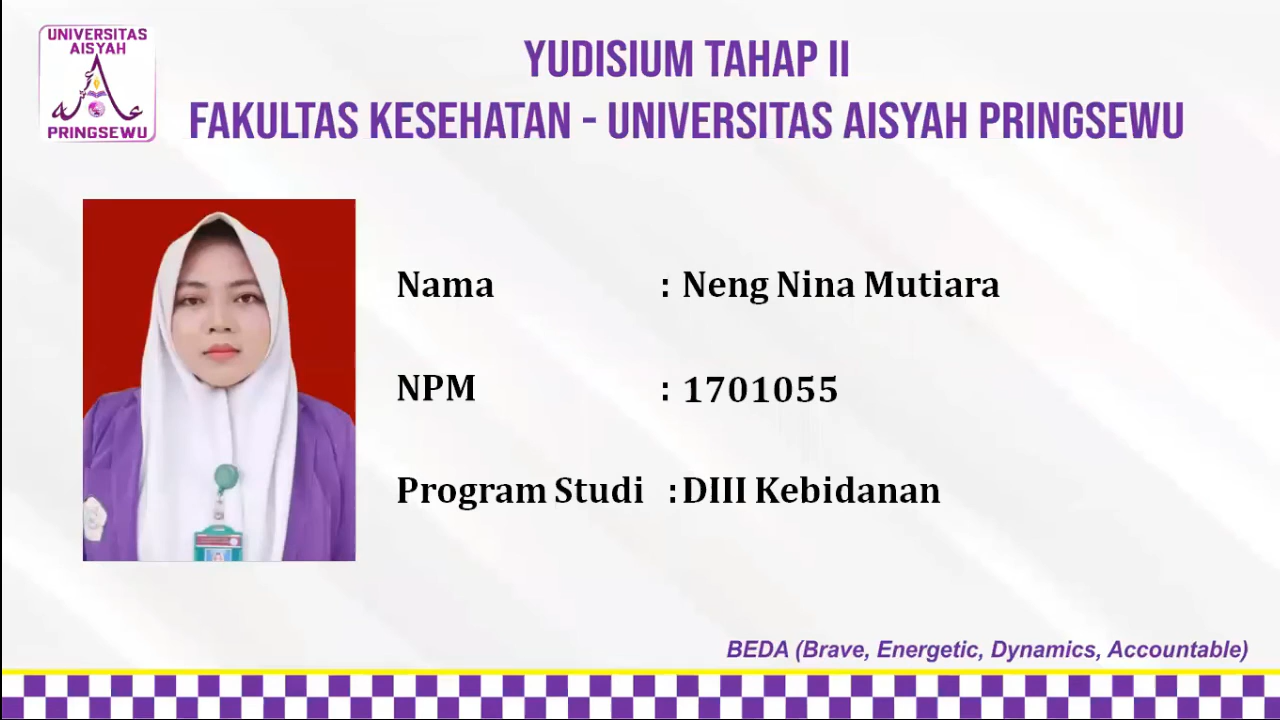 UNIVERSITAS
AISYAH
PRINGSEWU
YUDISIUM TAHAP II
FAKULTAS KESEHATAN - UNIVERSITAS AISYAH PRINGSEWU
Nama : Neng Nina Mutiara
NPM : 1701055
Program Studi : DIII Kebidanan
BEDA (Brave, Energetic, Dynamics, Accountable)